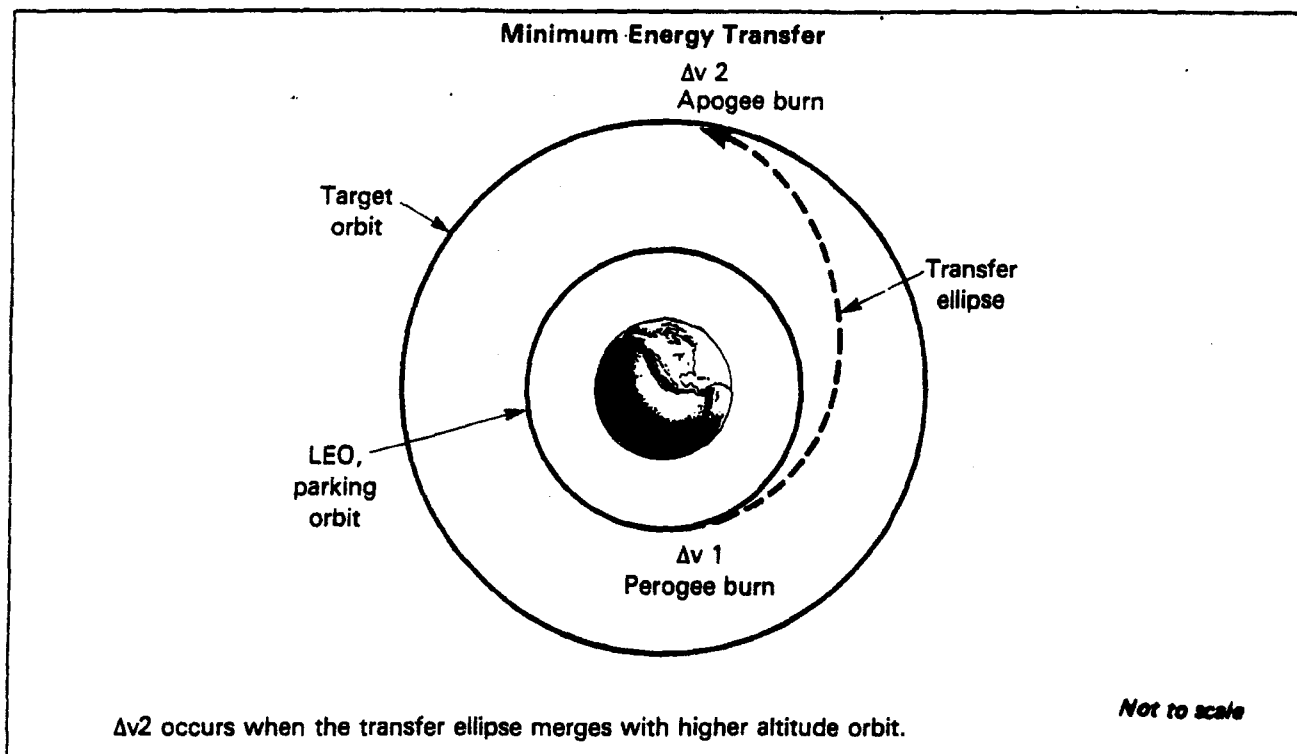 Minimum Energy Transfer
Δv 2
Apogee burn
Target
orbit
Transfer
ellipse
LEO,
parking
orbit
Δv 1
Perogee burn
Δv2 occurs when the transfer ellipse merges with higher altitude orbit.
Not to scale